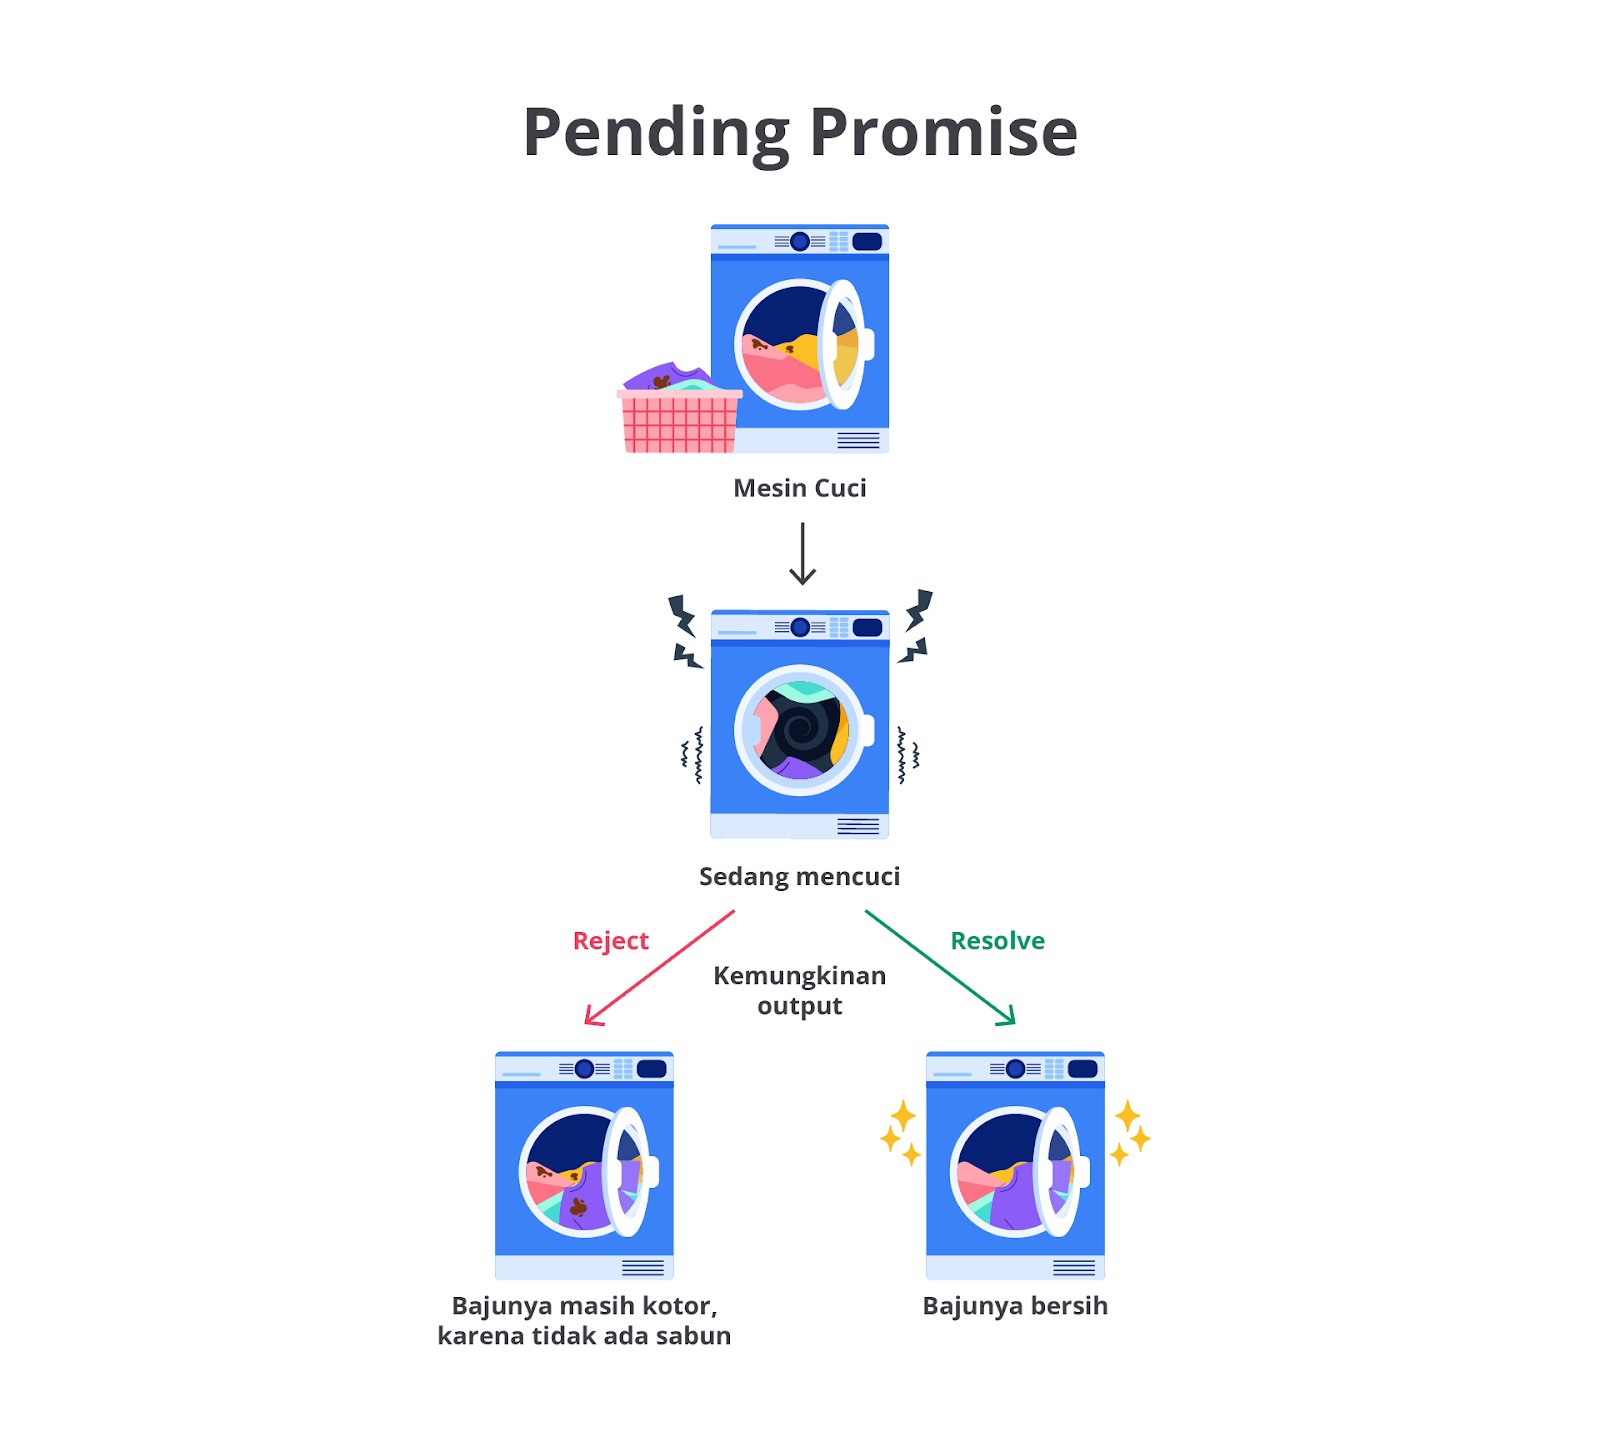 Pending Promise
Mesin Cuci
Sedang mencuci
Reject
Resolve
Kemungkinan
output
Bajunya masih kotor,
karena tidak ada sabun
Bajunya bersih